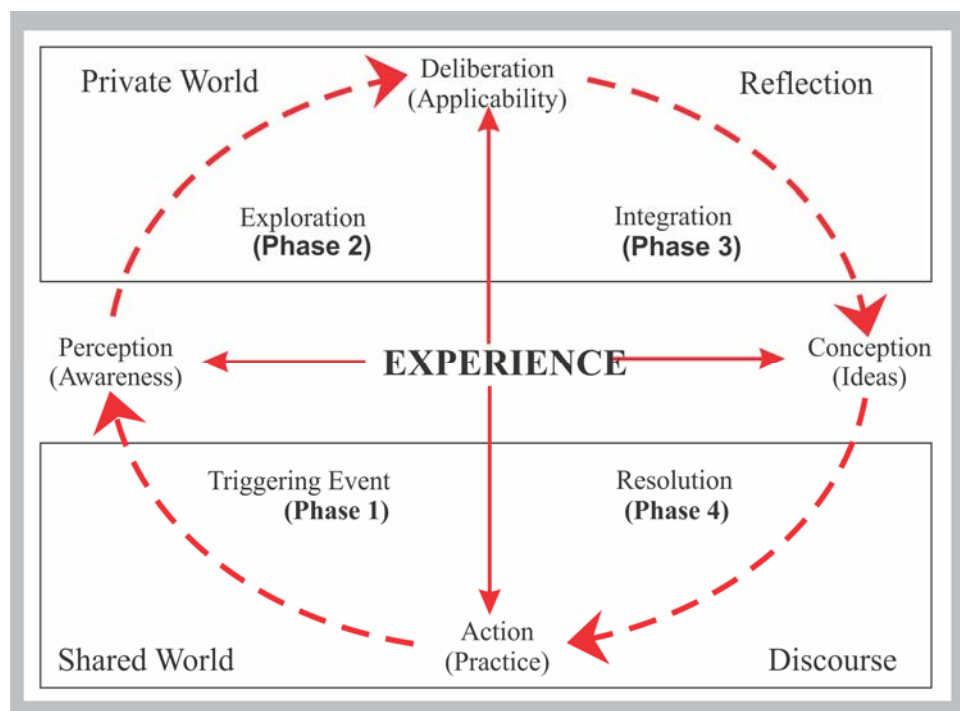 Private World
Deliberation
(Applicability)
Reflection
Exploration
(Phase 2)
Integration
(Phase 3)
Perception
(Awareness)
EXPERIENCE
Conception
(Ideas)
Triggering Event
(Phase 1)
Resolution
(Phase 4)
Shared World
Action
(Practice)
Discourse